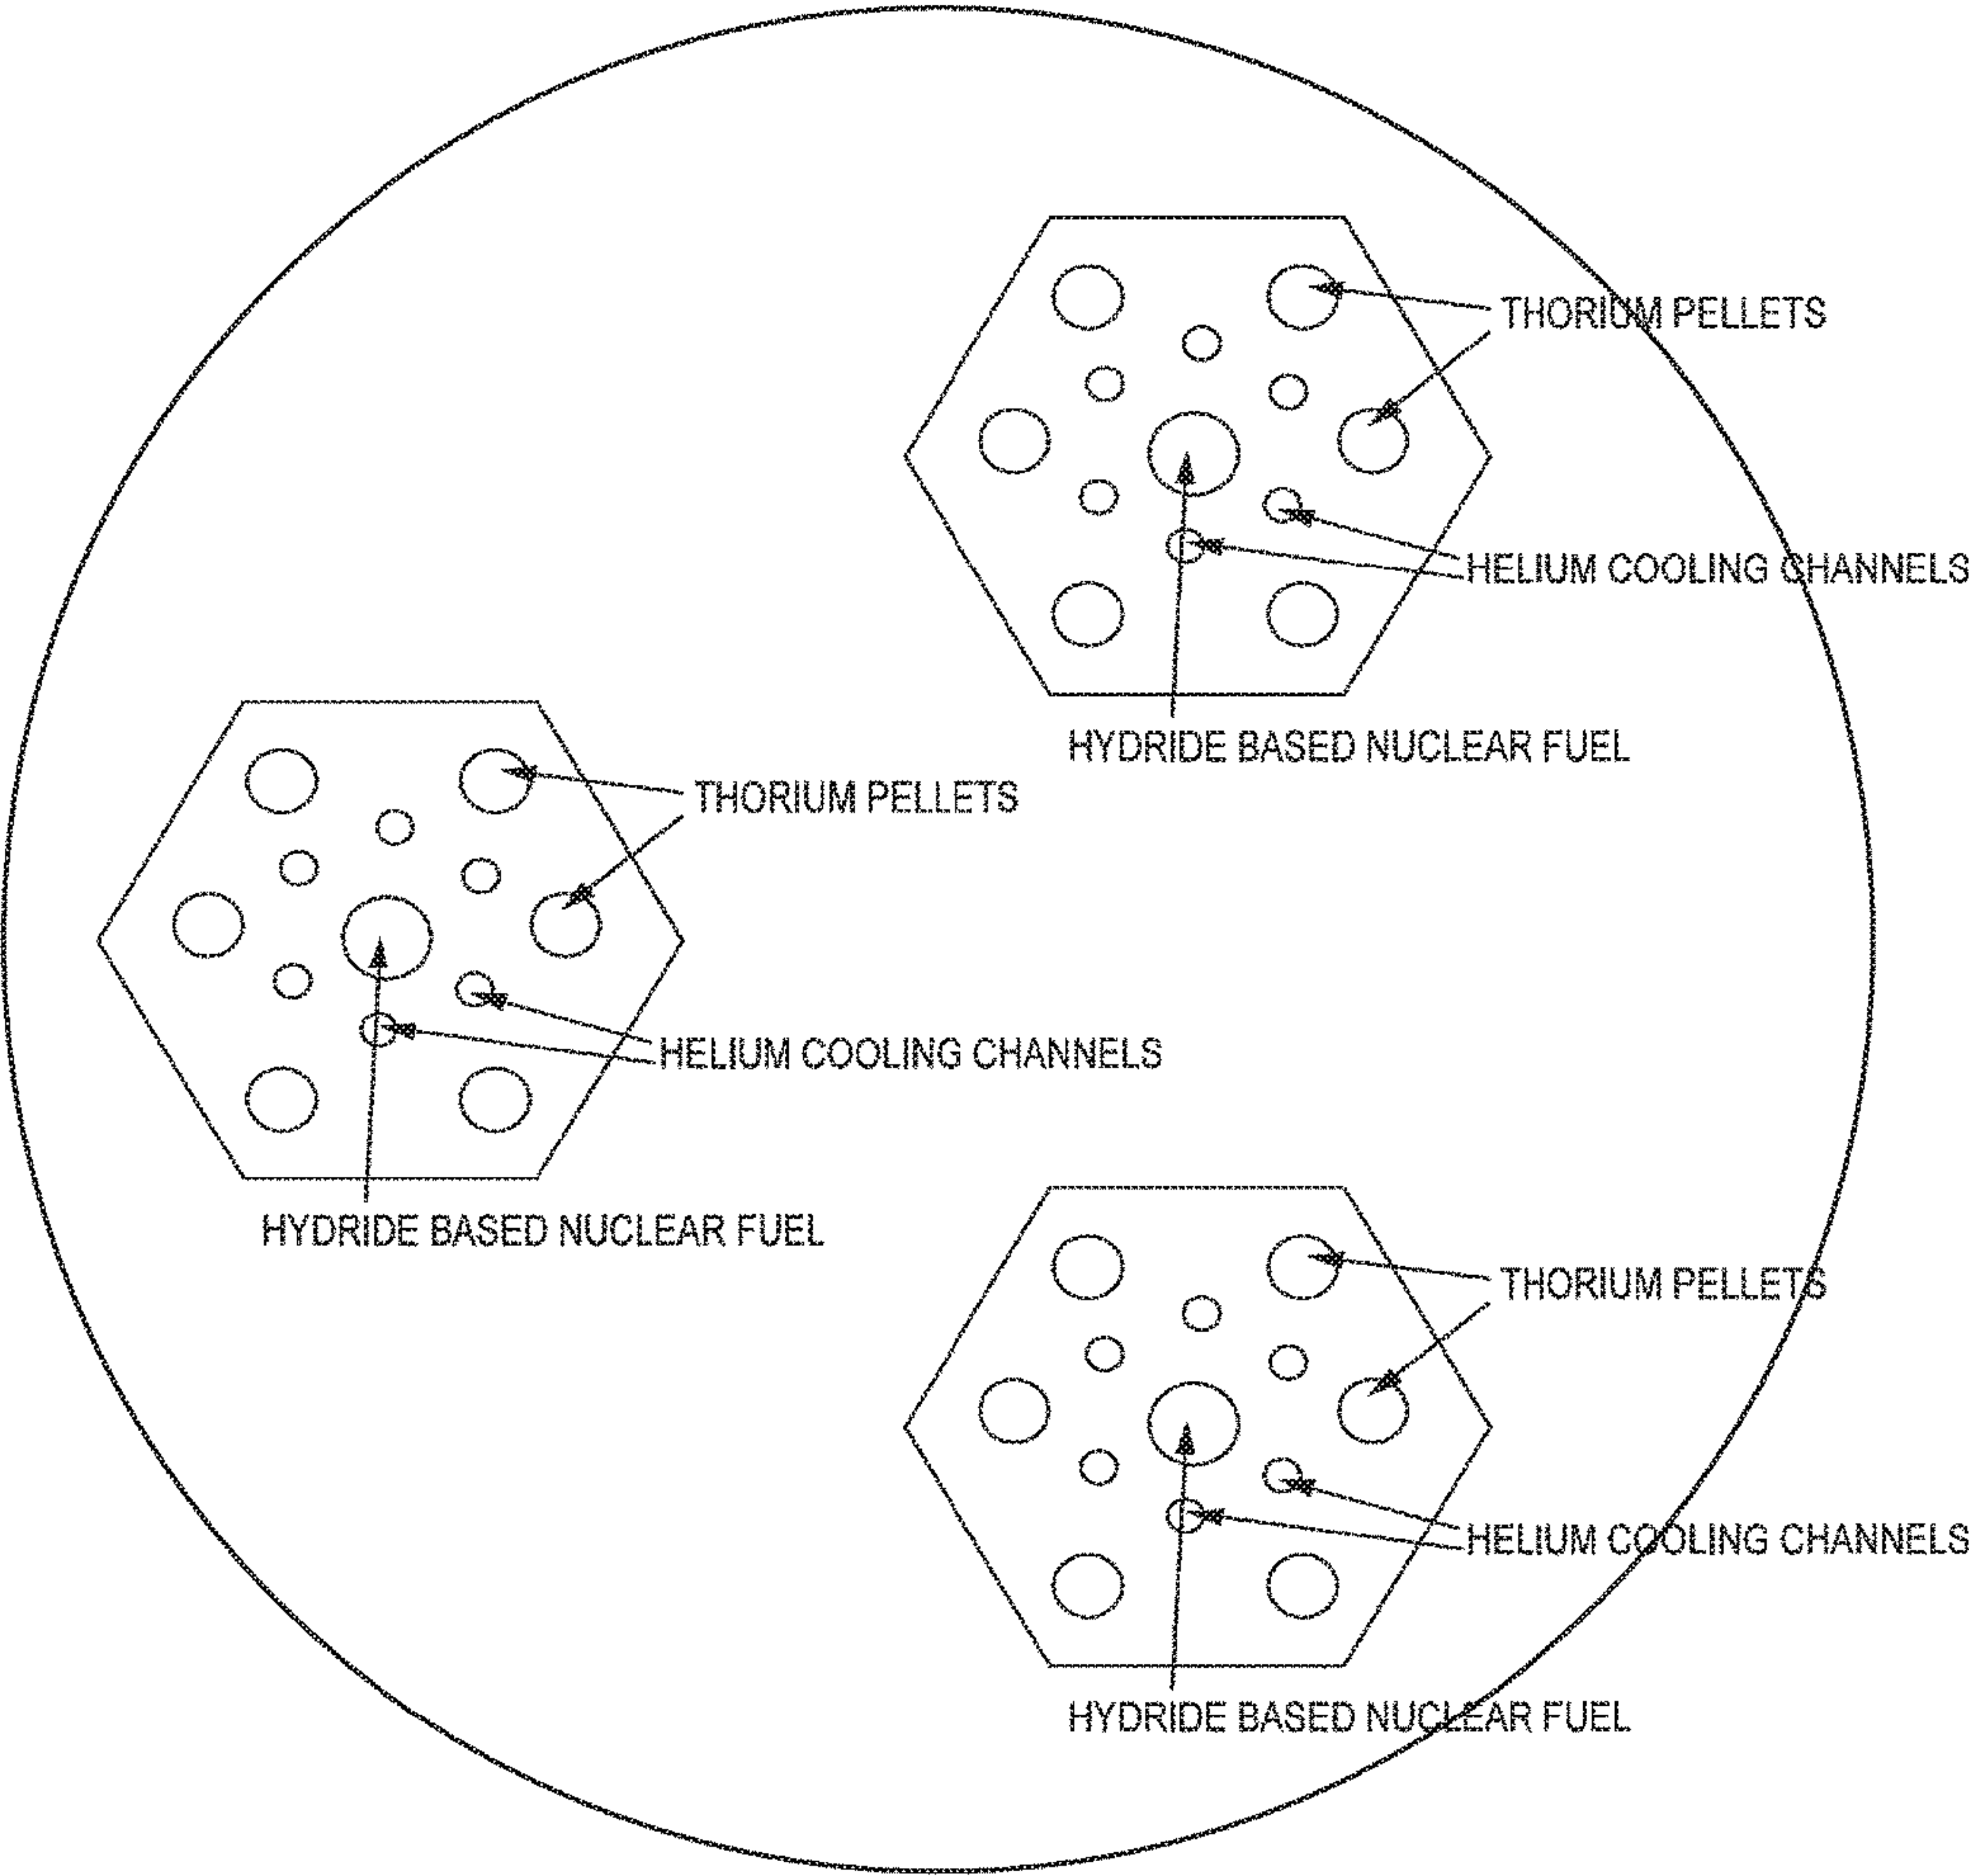 THORIUM PELLETS
HELIUM COOLING CHANNELS
HYDRIDE BASED NUCLEAR FUEL
THORIUM PELLETS
HELIUM COOLING CHANNELS
HYDRIDE BASED NUCLEAR FUEL
THORIUM PELLETS
HELIUM COOLING CHANNELS
HYDRIDE BASED NUCLEAR FUEL